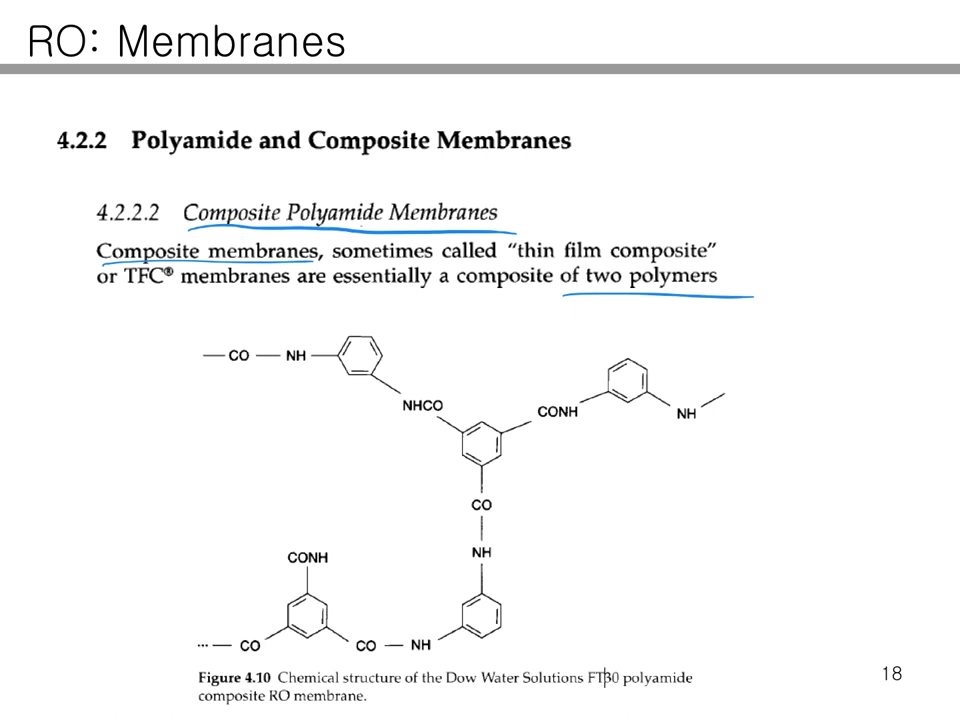 RO: Membranes
4.2.2 Polyamide and Composite Membranes
4.2.2.2 Composite Polyamide Membranes
Composite membranes, sometimes called “thin film composite”
or TFC® membranes are essentially a composite of two polymers
— CO — NH
NHCO
CONH
NH
CO
NH
CONH
··· — CO
CO — NH
Figure 4.10 Chemical structure of the Dow Water Solutions FT30 polyamide
composite RO membrane.
18